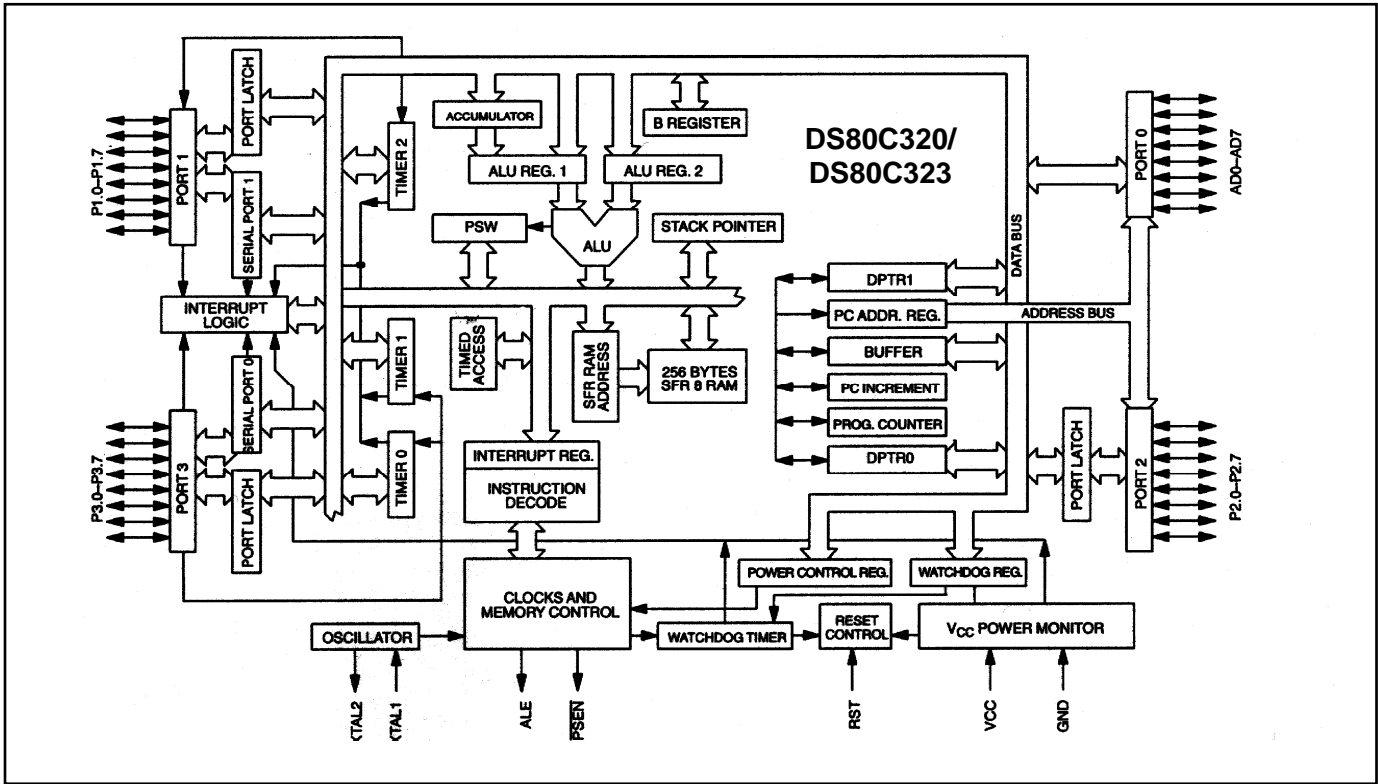 DS80C320/
DS80C323
PORT LATCH
P1.0–P1.7
PORT 1
SERIAL PORT 1
TIMER 2
ACCUMULATOR
B REGISTER
ALU REG. 1
ALU REG. 2
PSW
ALU
STACK POINTER
PORT 0
AD0–AD7
DATA BUS
INTERRUPT
LOGIC
DPTR1
PC ADDR. REG.
ADDRESS BUS
BUFFER
PC INCREMENT
PROG. COUNTER
DPTR0
TIMER 1
TIMED
ACCESS
SFR RAM
ADDRESS
256 BYTES
SFR 8 RAM
SERIAL PORT 0
P3.0–P3.7
PORT 3
PORT LATCH
TIMER 0
INTERRUPT REG.
INSTRUCTION
DECODE
PORT LATCH
PORT 2
P2.0–P2.7
POWER CONTROL REG.
WATCHDOG REG.
CLOCKS AND
MEMORY CONTROL
OSCILLATOR
WATCHDOG TIMER
RESET
CONTROL
VCC POWER MONITOR
XTAL2
XTAL1
ALE
PSEN
RST
VCC
GND